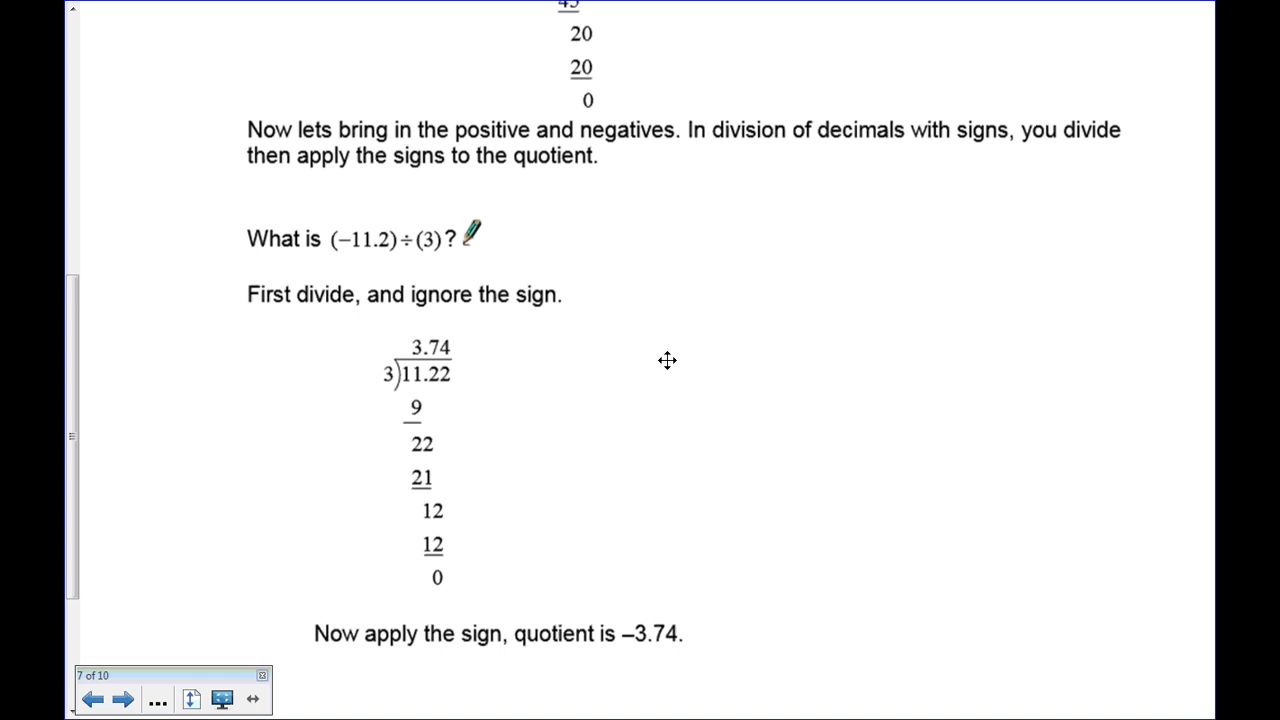 45
20
20
0
Now lets bring in the positive and negatives. In division of decimals with signs, you divide
then apply the signs to the quotient.
What is (−11.2)÷(3)?
First divide, and ignore the sign.
3.74
3)11.22
9
22
21
12
12
0
Now apply the sign, quotient is –3.74.
7 of 10